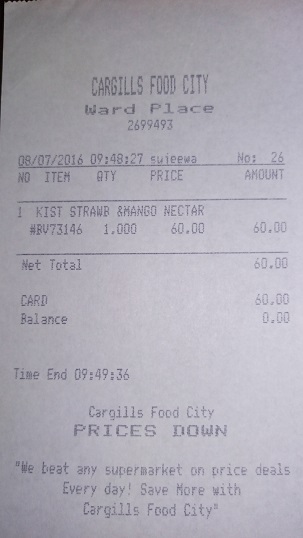 CARGILLS FOOD CITY
Ward Place
2699493
08/07/2016 09:48:27 sujeewa No: 26
NO ITEM QTY PRICE AMOUNT
1 KIST STRAWB &MANGO NECTAR
#BV73146 1.000 60.00 60.00
Net Total 60.00
CARD 60.00
Balance 0.00
Time End 09:49:36
Cargills Food City
PRICES DOWN
"We beat any supermarket on price deals
Every day! Save More with
Cargills Food City"